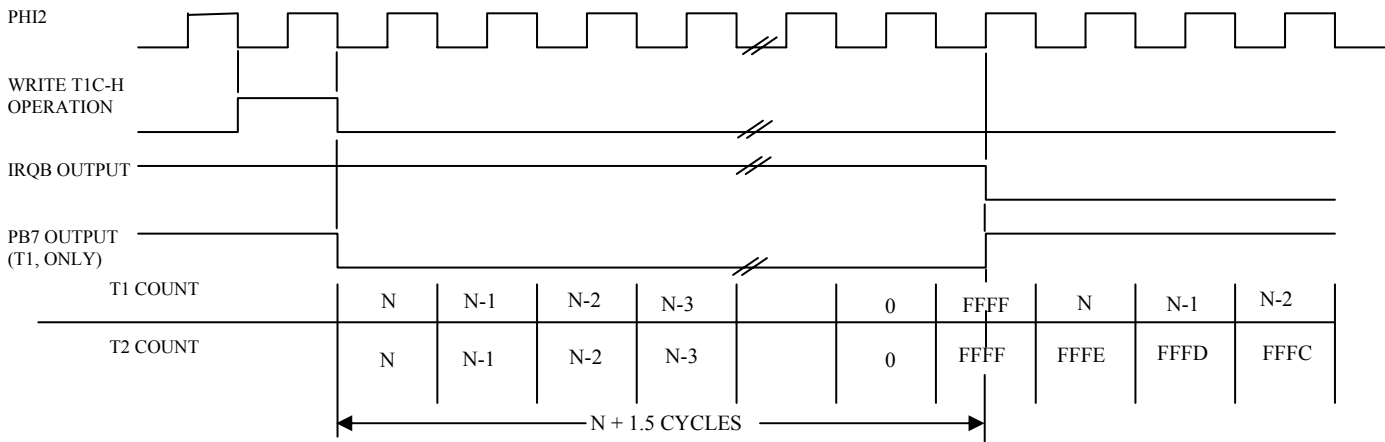 PHI2
WRITE T1C-H
OPERATION
IRQB OUTPUT
PB7 OUTPUT
(T1, ONLY)
T1 COUNT N N-1 N-2 N-3 0 FFFF N N-1 N-2
T2 COUNT N N-1 N-2 N-3 0 FFFF FFFE FFFD FFFC
N + 1.5 CYCLES